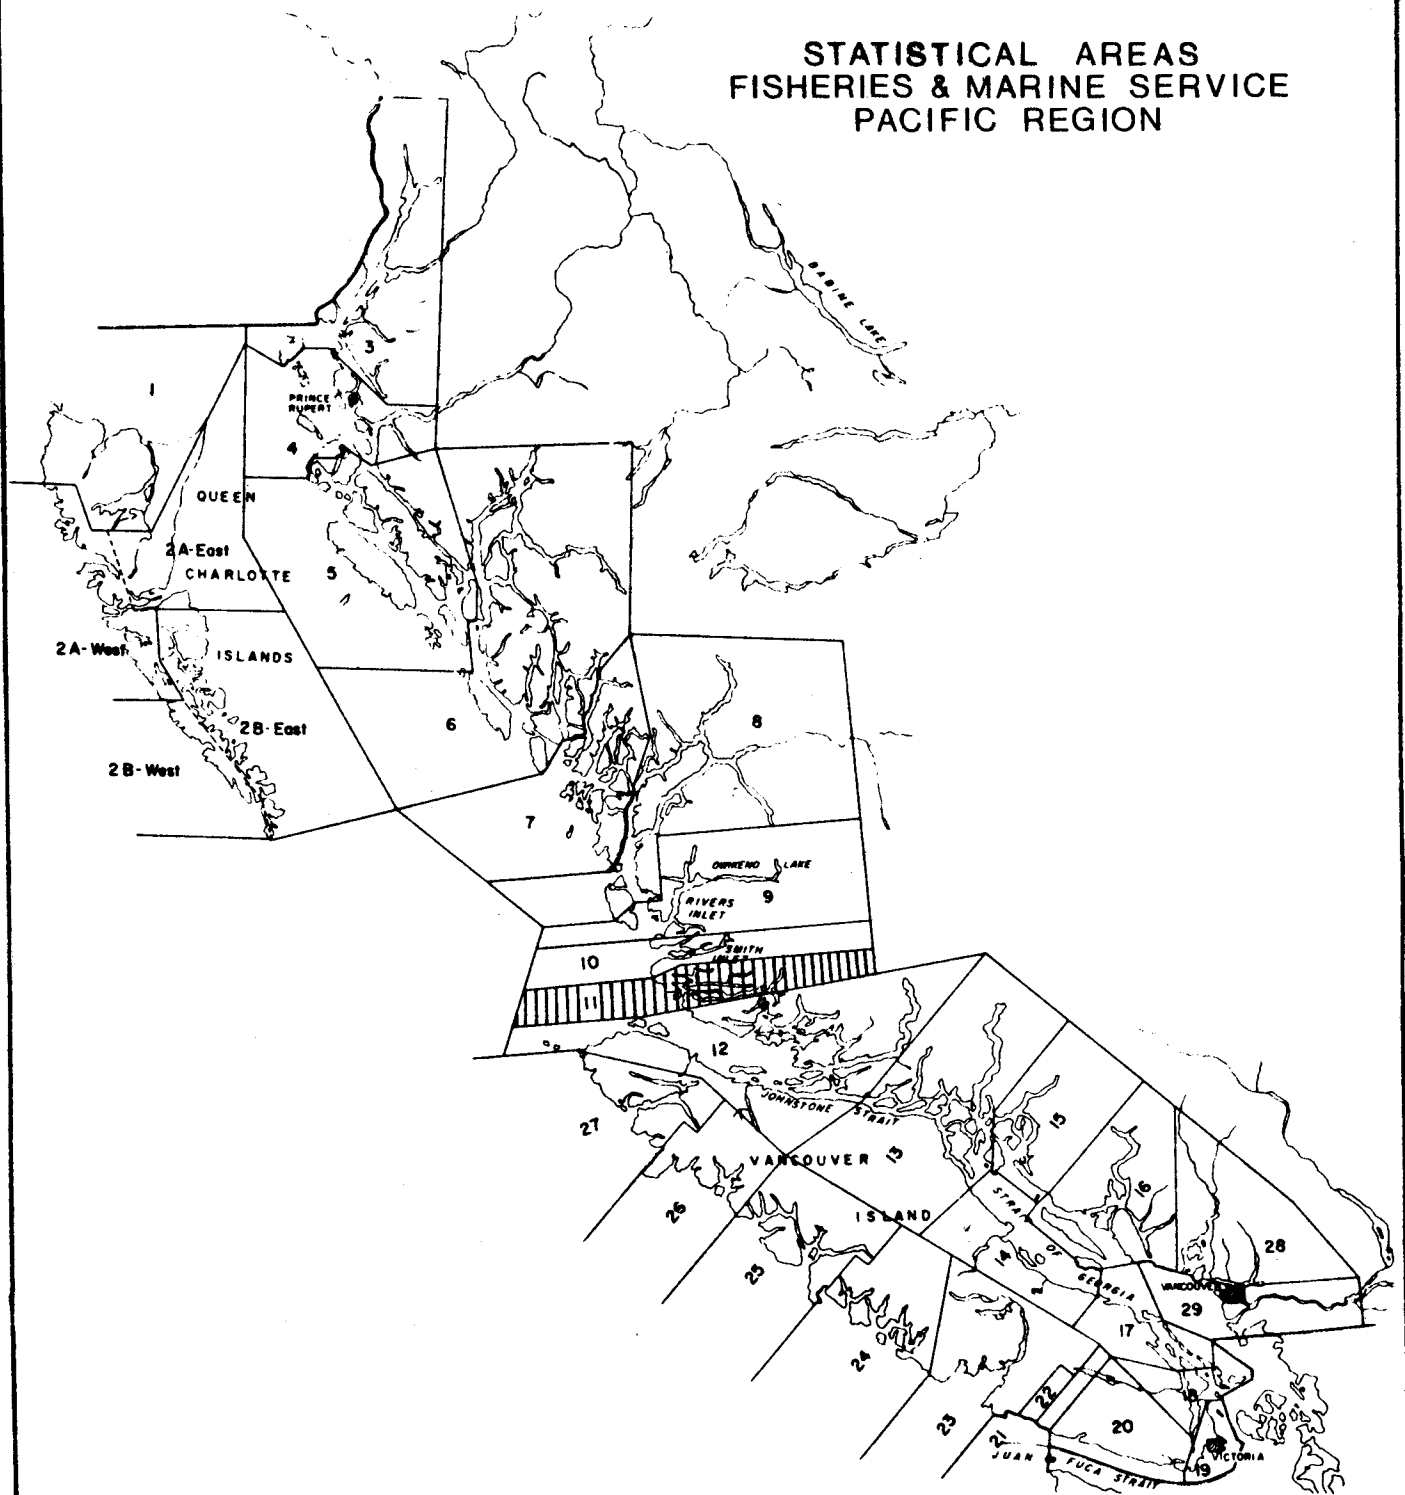 STATISTICAL AREAS
FISHERIES & MARINE SERVICE
PACIFIC REGION
BABINE LAKE
3
1
PRINCE
RUPERT
4
QUEEN
2A-East
CHARLOTTE
5
2A-West
ISLANDS
6
8
2B-East
2B-West
7
OWIKENO LAKE
9
RIVERS
INLET
SMITH
INLET
10
11
12
JOHNSTONE STRAIT
27
13
15
VANCOUVER
16
26
ISLAND
STRAIT OF GEORGIA
14
25
28
VANCOUVER
29
17
24
18
22
23
20
21
JUAN FUCA STRAIT
VICTORIA
19